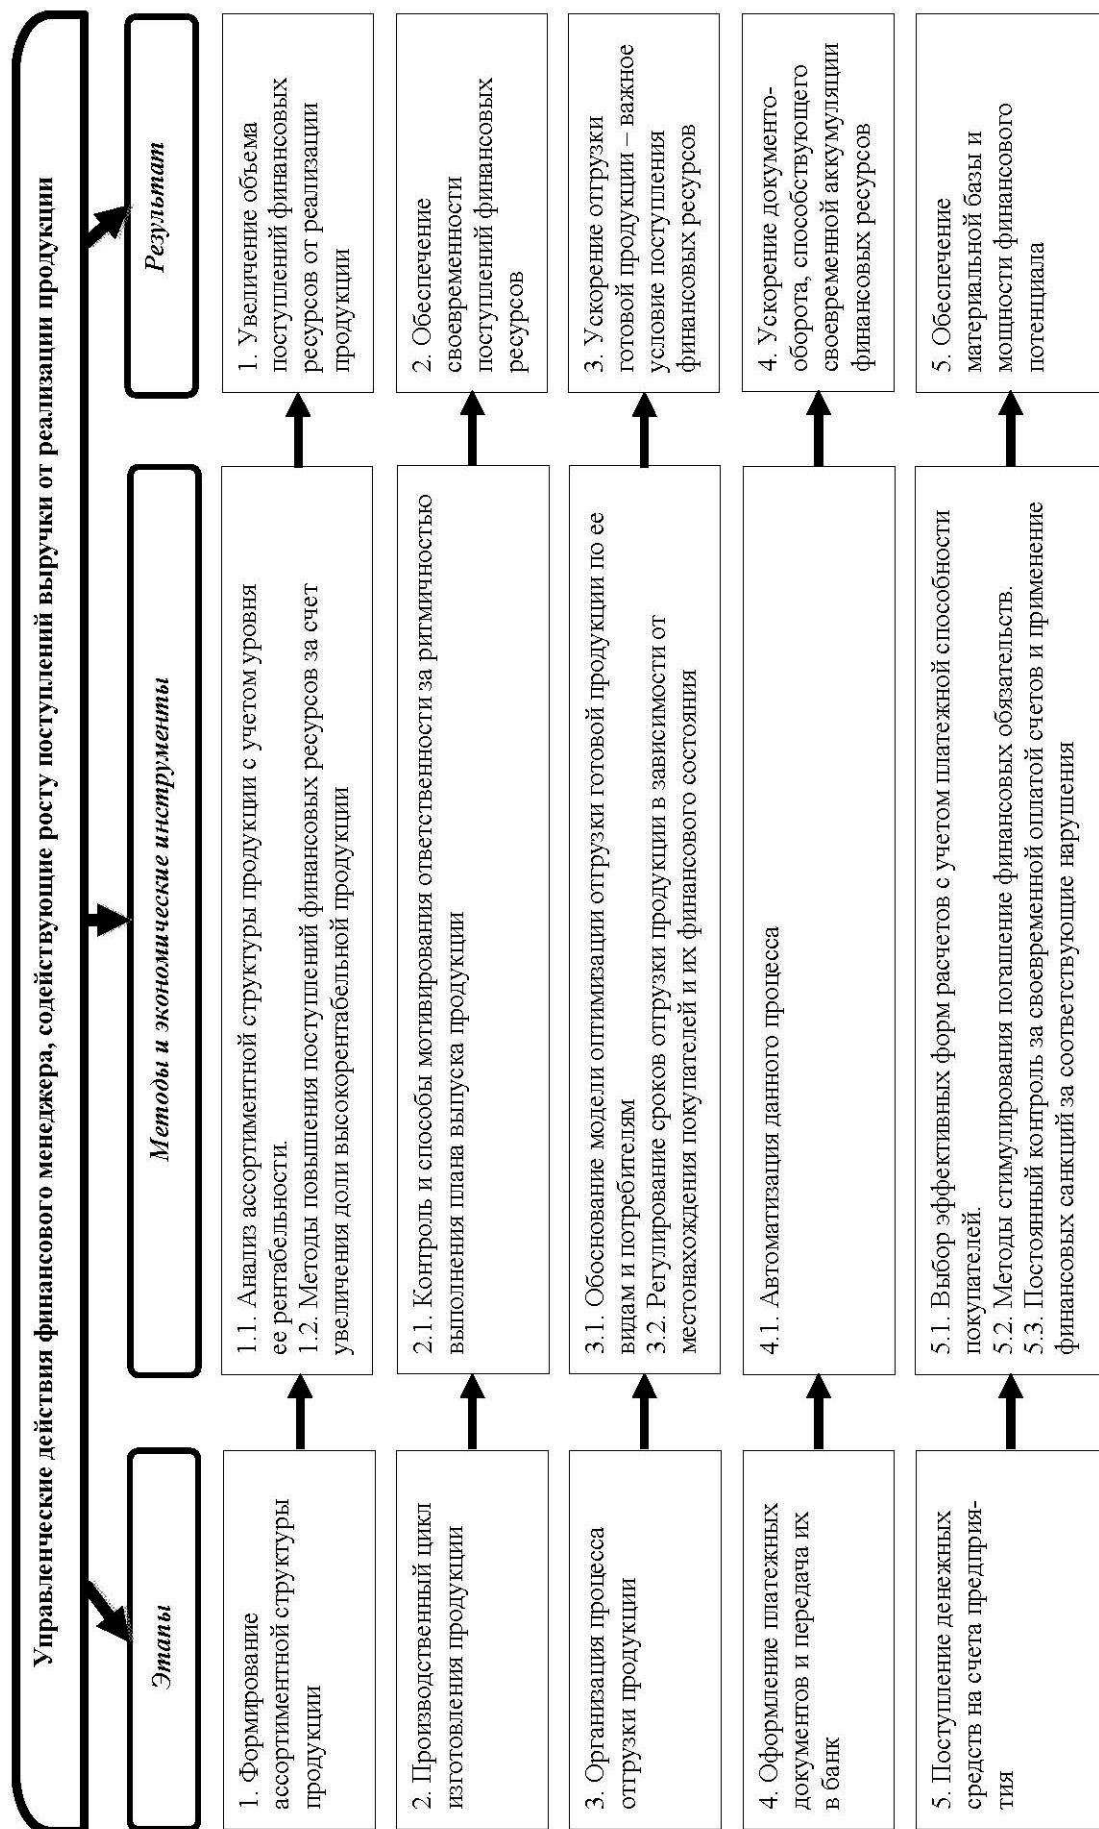 Управленческие действия финансового менеджера, содействующие росту поступлений выручки от реализации продукции
Этапы
Методы и экономические инструменты
Результат
1. Формирование
ассортиментной структуры
продукции
1.1. Анализ ассортиментной структуры продукции с учетом уровня
ее рентабельности.
1.2. Методы повышения поступлений финансовых ресурсов за счет
увеличения доли высокорентабельной продукции
1. Увеличение объема
поступлений финансовых
ресурсов от реализации
продукции
2. Производственный цикл
изготовления продукции
2.1. Контроль и способы мотивирования ответственности за ритмичностью
выполнения плана выпуска продукции
2. Обеспечение
своевременности
поступлений финансовых
ресурсов
3. Организация процесса
отгрузки продукции
3.1. Обоснование модели оптимизации отгрузки готовой продукции по ее
видам и потребителям
3.2. Регулирование сроков отгрузки продукции в зависимости от
местонахождения покупателей и их финансового состояния
3. Ускорение отгрузки
готовой продукции – важное
условие поступления
финансовых ресурсов
4. Оформление платежных
документов и передача их
в банк
4.1. Автоматизация данного процесса
4. Ускорение документо-
оборота, способствующего
своевременной аккумуляции
финансовых ресурсов
5. Поступление денежных
средств на счета предприя-
тия
5.1. Выбор эффективных форм расчетов с учетом платежной способности
покупателей.
5.2. Методы стимулирования погашение финансовых обязательств.
5.3. Постоянный контроль за своевременной оплатой счетов и применение
финансовых санкций за соответствующие нарушения
5. Обеспечение
материальной базы и
мощности финансового
потенциала